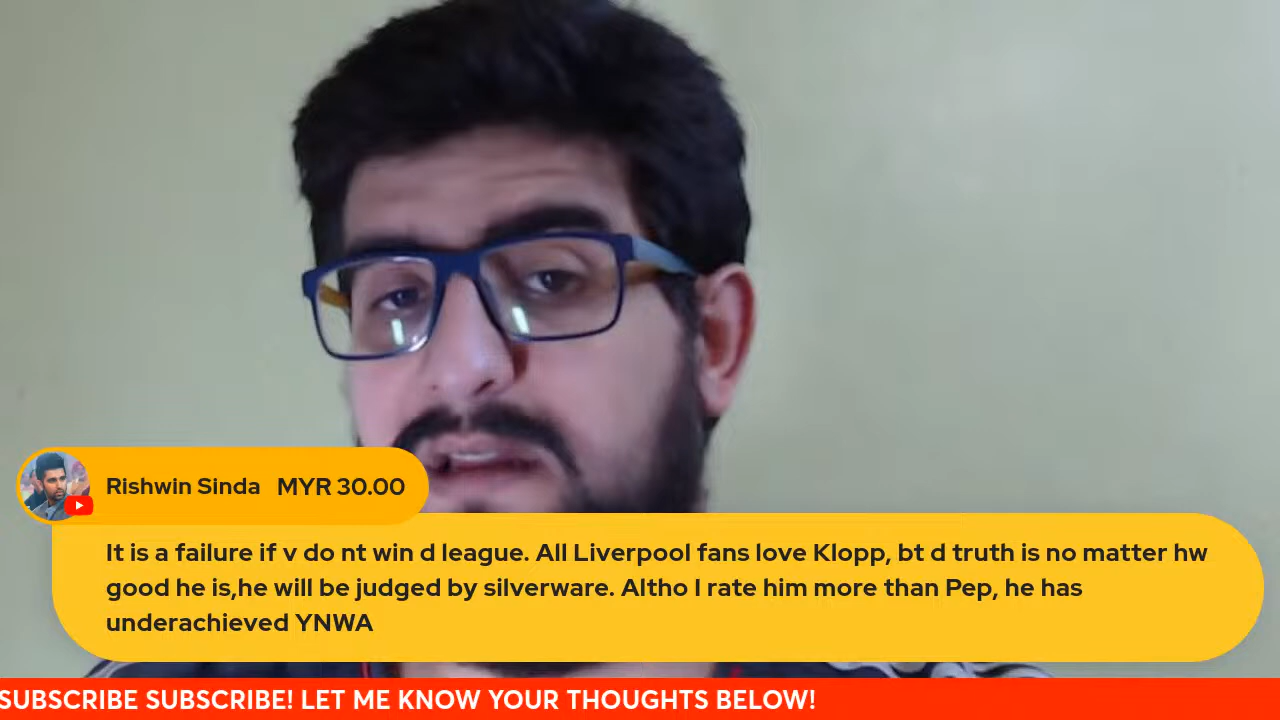 Rishwin Sinda MYR 30.00
It is a failure if v do nt win d league. All Liverpool fans love Klopp, bt d truth is no matter hw
good he is,he will be judged by silverware. Altho I rate him more than Pep, he has
underachieved YNWA
SUBSCRIBE SUBSCRIBE! LET ME KNOW YOUR THOUGHTS BELOW!